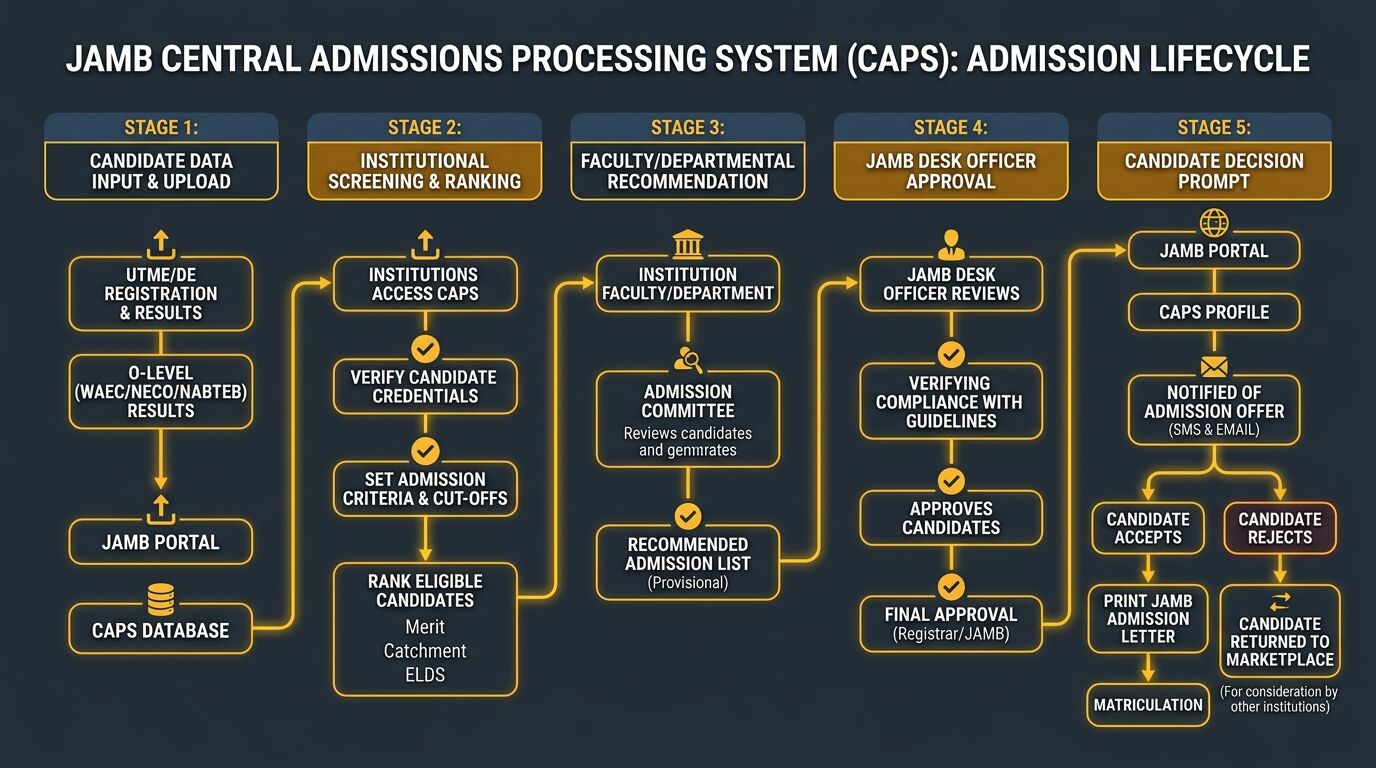 JAMB CENTRAL ADMISSIONS PROCESSING SYSTEM (CAPS): ADMISSION LIFECYCLE
STAGE 1:
CANDIDATE DATA
INPUT & UPLOAD
UTME/DE
REGISTRATION
& RESULTS
O-LEVEL
(WAEC/NECO/NABTEB)
RESULTS
JAMB PORTAL
CAPS DATABASE
STAGE 2:
INSTITUTIONAL
SCREENING & RANKING
INSTITUTIONS
ACCESS CAPS
VERIFY CANDIDATE
CREDENTIALS
SET ADMISSION
CRITERIA & CUT-OFFS
RANK ELIGIBLE
CANDIDATES
Merit
Catchment
ELDS
STAGE 3:
FACULTY/DEPARTMENTAL
RECOMMENDATION
INSTITUTION
FACULTY/DEPARTMENT
ADMISSION
COMMITTEE
Reviews candidates
and genmrates
RECOMMENDED
ADMISSION LIST
(Provisional)
STAGE 4:
JAMB DESK OFFICER
APPROVAL
JAMB DESK
OFFICER REVIEWS
VERIFYING
COMPLIANCE WITH
GUIDELINES
APPROVES
CANDIDATES
FINAL APPROVAL
(Registrar/JAMB)
STAGE 5:
CANDIDATE DECISION
PROMPT
JAMB PORTAL
CAPS PROFILE
NOTIFIED OF
ADMISSION OFFER
(SMS & EMAIL)
CANDIDATE
ACCEPTS
PRINT JAMB
ADMISSION
LETTER
MATRICULATION
CANDIDATE
REJECTS
CANDIDATE
RETURNED TO
MARKETPLACE
(For consideration by
other institutions)